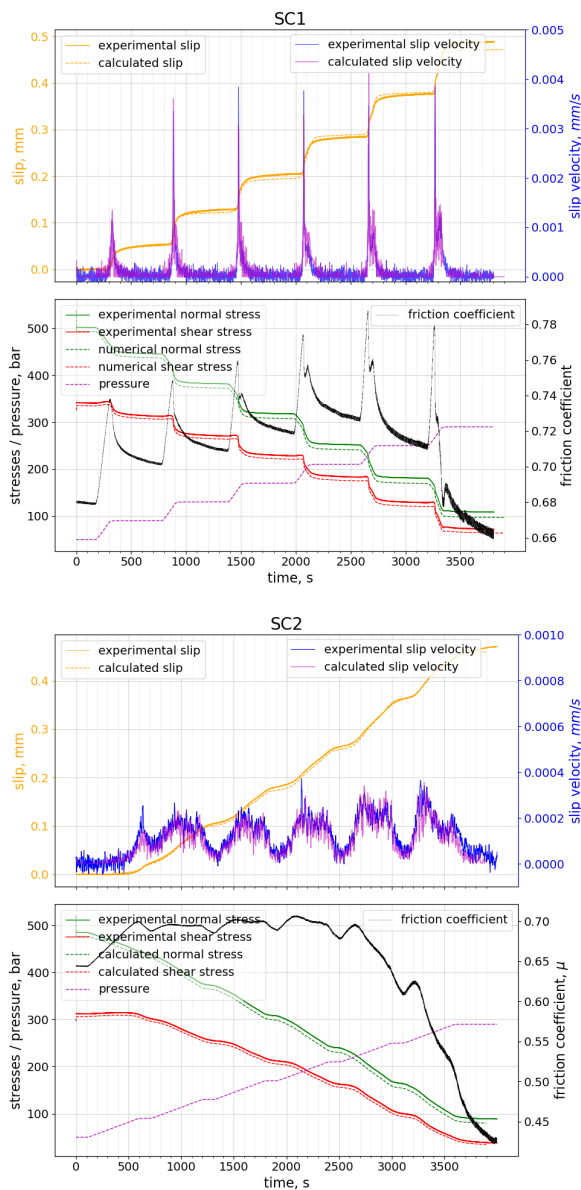 SC1
experimental slip
calculated slip
experimental slip velocity
calculated slip velocity
slip, mm
0.5
0.4
0.3
0.2
0.1
0.0
slip velocity, mm/s
0.005
0.004
0.003
0.002
0.001
0.000
experimental normal stress
experimental shear stress
numerical normal stress
numerical shear stress
pressure
friction coefficient
stresses / pressure, bar
500
400
300
200
100
friction coefficient
0.78
0.76
0.74
0.72
0.70
0.68
0.66
0 500 1000 1500 2000 2500 3000 3500
time, s
SC2
experimental slip
calculated slip
experimental slip velocity
calculated slip velocity
slip, mm
0.4
0.3
0.2
0.1
0.0
slip velocity, mm/s
0.0010
0.0008
0.0006
0.0004
0.0002
0.0000
experimental normal stress
experimental shear stress
calculated normal stress
calculated shear stress
pressure
friction coefficient
stresses / pressure, bar
500
400
300
200
100
friction coefficient, μ
0.70
0.65
0.60
0.55
0.50
0.45
0 500 1000 1500 2000 2500 3000 3500
time, s